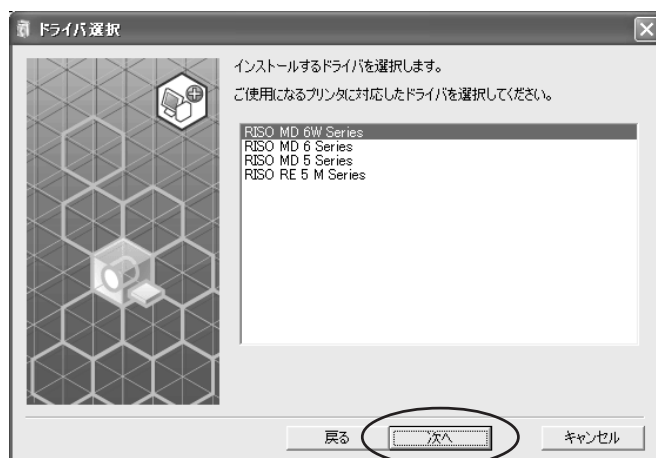 ドライバ選択
インストールするドライバを選択します。
ご使用になるプリンタに対応したドライバを選択してください。
RISO MD 6W Series
RISO MD 6 Series
RISO MD 5 Series
RISO RE 5 M Series
戻る
次へ
キャンセル